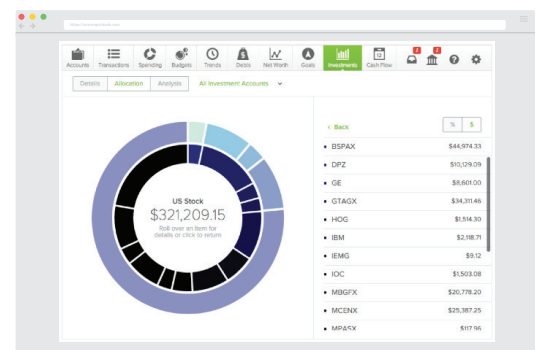 Accounts Transactions Spending Budgets Trends Debts Net Worth Goals Investments Cash Flow
Details Allocation Analysis All Investment Accounts
< Back % $
BSPAX $44,974.33
DPZ $10,129.09
GE $8,601.00
GTAGX $34,311.46
HOG $1,514.30
IBM $2,118.71
IEMG $9.12
IOC $1,503.08
MBGFX $20,778.20
MCENX $25,387.25
MPASX $117.96
US Stock
$321,209.15
Roll over an item for
details or click to return